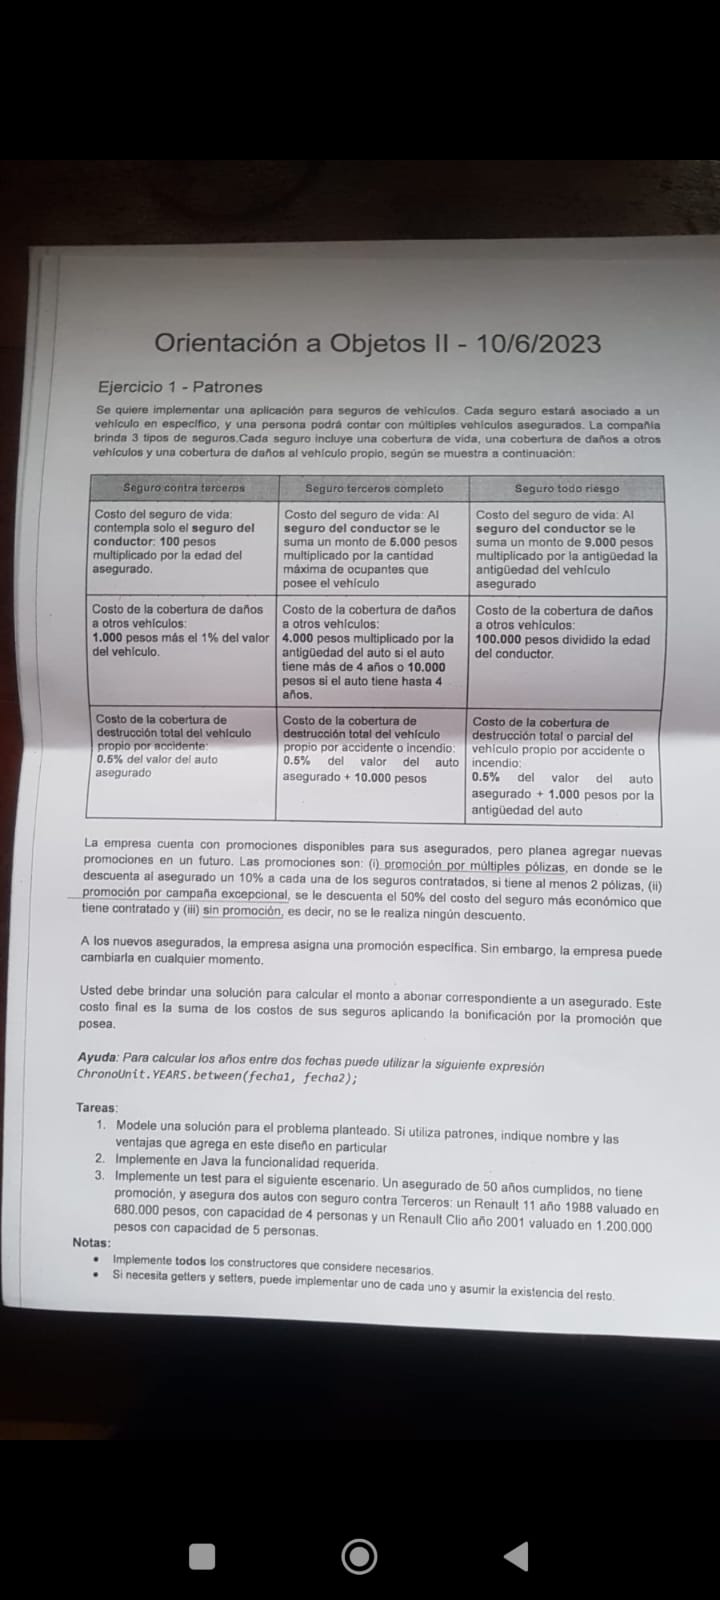 Orientación a Objetos II - 10/6/2023
Ejercicio 1 - Patrones
Se quiere implementar una aplicación para seguros de vehículos. Cada seguro estará asociado a un
vehículo en específico, y una persona podrá contar con múltiples vehículos asegurados. La compañía
brinda 3 tipos de seguros.Cada seguro incluye una cobertura de vida, una cobertura de daños a otros
vehículos y una cobertura de daños al vehículo propio, según se muestra a continuación:
Seguro contra terceros
Seguro terceros completo
Seguro todo riesgo
Costo del seguro de vida:
contempla solo el seguro del
conductor: 100 pesos
multiplicado por la edad del
asegurado.
Costo del seguro de vida: Al
seguro del conductor se le
suma un monto de 5.000 pesos
multiplicado por la cantidad
máxima de ocupantes que
posee el vehículo
Costo del seguro de vida: Al
seguro del conductor se le
suma un monto de 9.000 pesos
multiplicado por la antigüedad la
antigüedad del vehículo
asegurado
Costo de la cobertura de daños
a otros vehículos:
1.000 pesos más el 1% del valor
del vehículo.
Costo de la cobertura de daños
a otros vehículos:
4.000 pesos multiplicado por la
antigüedad del auto si el auto
tiene más de 4 años o 10.000
pesos si el auto tiene hasta 4
años.
Costo de la cobertura de daños
a otros vehículos:
100.000 pesos dividido la edad
del conductor.
Costo de la cobertura de
destrucción total del vehículo
propio por accidente:
0.5% del valor del auto
asegurado
Costo de la cobertura de
destrucción total del vehículo
propio por accidente o incendio:
0.5% del valor del auto
asegurado + 10.000 pesos
Costo de la cobertura de
destrucción total o parcial del
vehículo propio por accidente o
incendio:
0.5% del valor del auto
asegurado + 1.000 pesos por la
antigüedad del auto
La empresa cuenta con promociones disponibles para sus asegurados, pero planea agregar nuevas
promociones en un futuro. Las promociones son: (i) promoción por múltiples pólizas, en donde se le
descuenta al asegurado un 10% a cada una de los seguros contratados, si tiene al menos 2 pólizas, (ii)
promoción por campaña excepcional, se le descuenta el 50% del costo del seguro más económico que
tiene contratado y (iii) sin promoción, es decir, no se le realiza ningún descuento.
A los nuevos asegurados, la empresa asigna una promoción específica. Sin embargo, la empresa puede
cambiarla en cualquier momento.
Usted debe brindar una solución para calcular el monto a abonar correspondiente a un asegurado. Este
costo final es la suma de los costos de sus seguros aplicando la bonificación por la promoción que
posea.
Ayuda: Para calcular los años entre dos fechas puede utilizar la siguiente expresión
ChronoUnit.YEARS.between(fecha1, fecha2);
Tareas:
1. Modele una solución para el problema planteado. Si utiliza patrones, indique nombre y las
ventajas que agrega en este diseño en particular
2. Implemente en Java la funcionalidad requerida.
3. Implemente un test para el siguiente escenario. Un asegurado de 50 años cumplidos, no tiene
promoción, y asegura dos autos con seguro contra Terceros: un Renault 11 año 1988 valuado en
680.000 pesos, con capacidad de 4 personas y un Renault Clio año 2001 valuado en 1.200.000
pesos con capacidad de 5 personas.
Notas:
• Implemente todos los constructores que considere necesarios.
• Si necesita getters y setters, puede implementar uno de cada uno y asumir la existencia del resto.